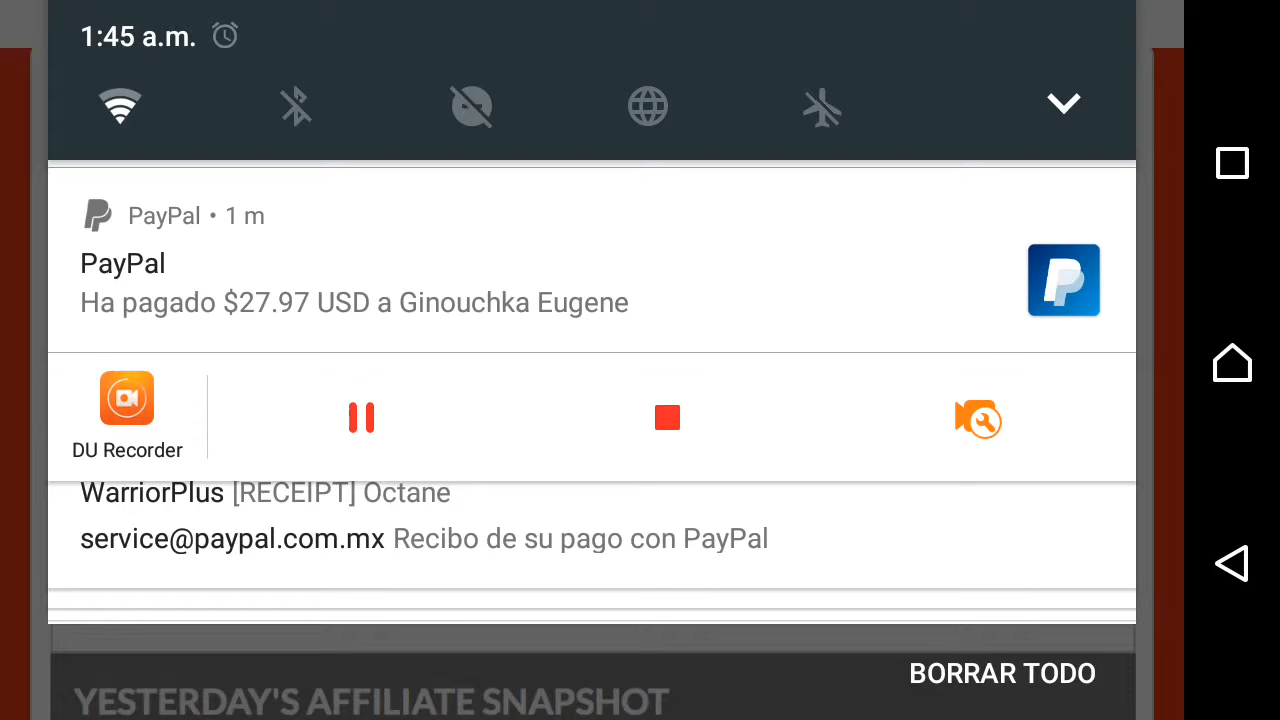 1:45 a.m.
PayPal • 1 m
PayPal
Ha pagado $27.97 USD a Ginouchka Eugene
DU Recorder
WarriorPlus [RECEIPT] Octane
service@paypal.com.mx Recibo de su pago con PayPal
BORRAR TODO
YESTERDAY'S AFFILIATE SNAPSHOT